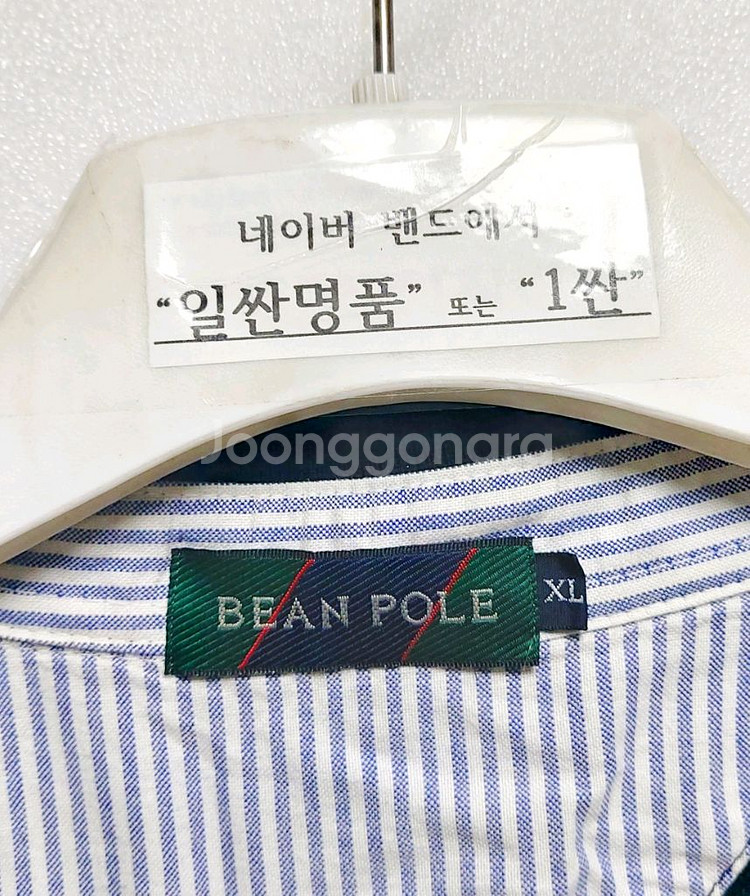 네이버 밴드에서
“일싼명품” 또는 “1싼”
Joonggonara
BEAN POLE
XL